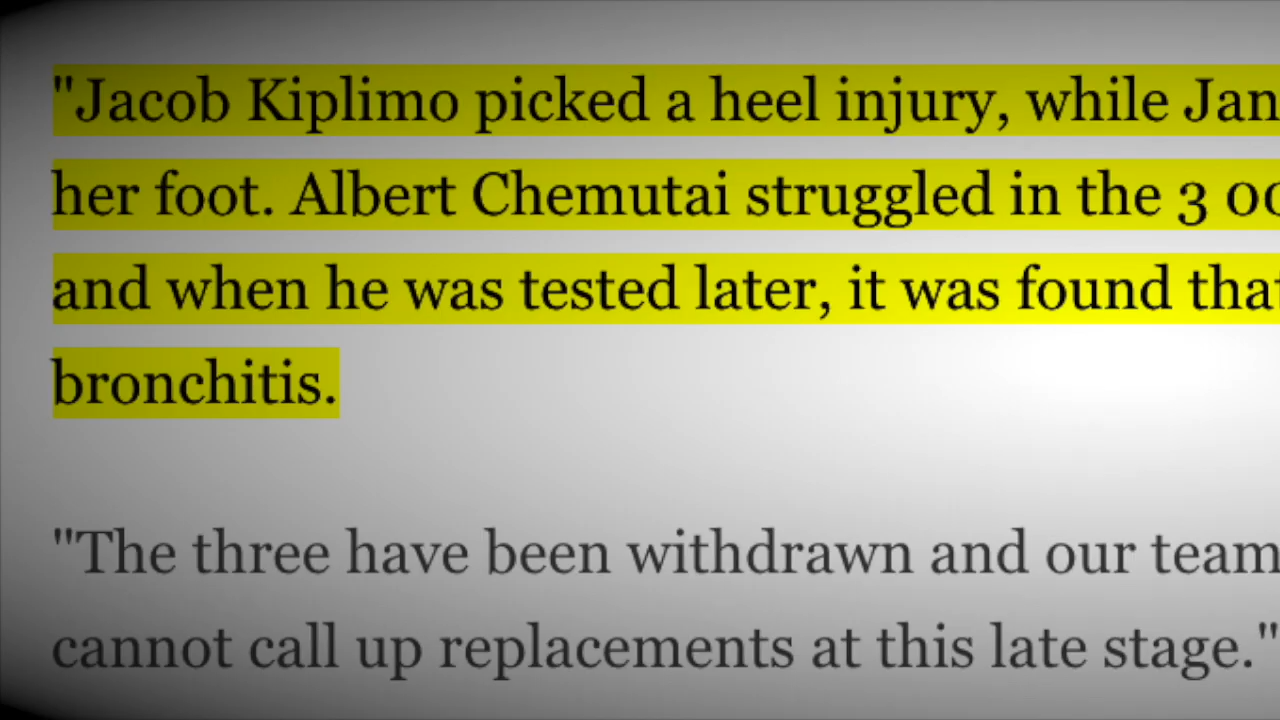 "Jacob Kiplimo picked a heel injury, while Jan
her foot. Albert Chemutai struggled in the 3 00
and when he was tested later, it was found that
bronchitis.
"The three have been withdrawn and our team
cannot call up replacements at this late stage."